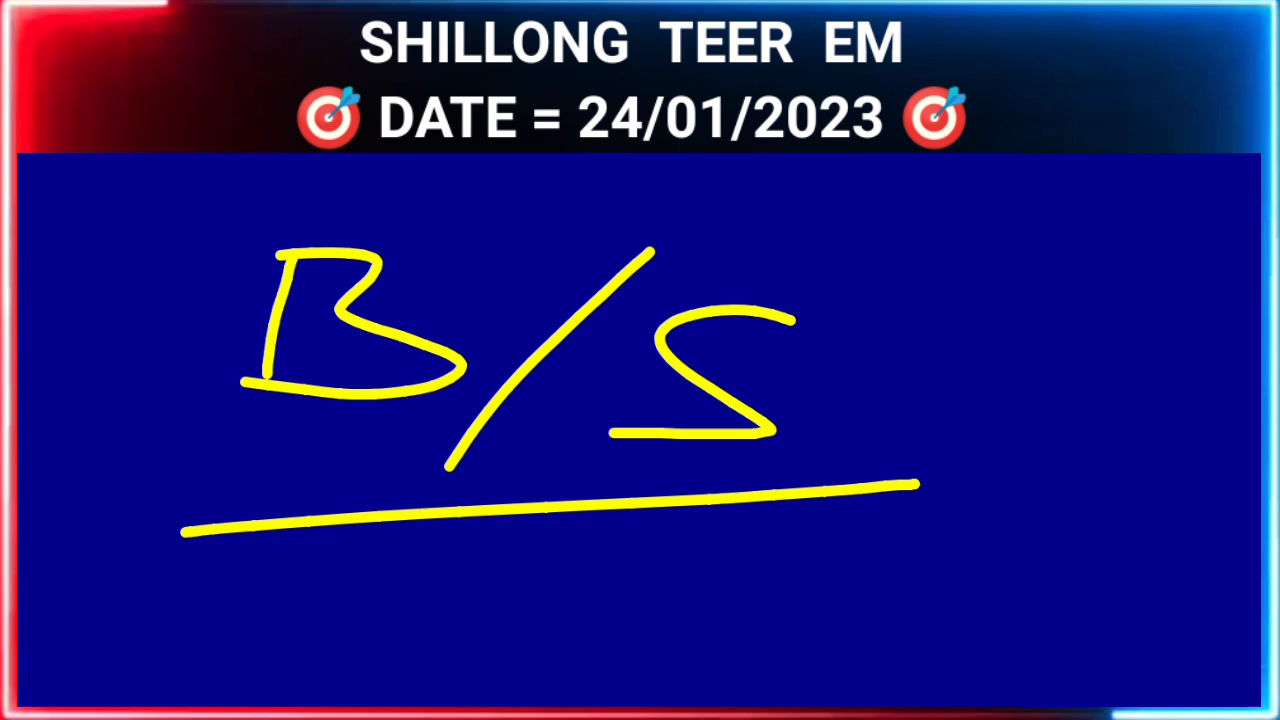 SHILLONG TEER EM
🎯 DATE = 24/01/2023 🎯
B/S